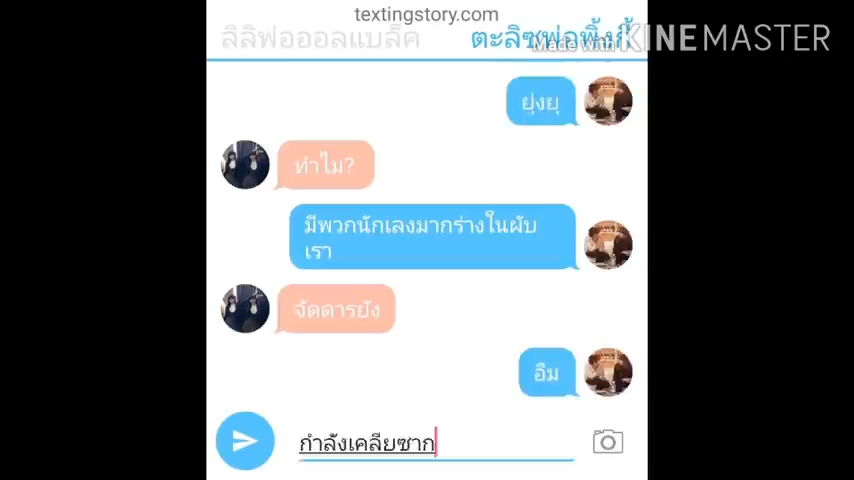 textingstory.com
ลิลิฟอออลแบล็ค
ตะลิซพ่อพิ้งกี้
Made with KINEMASTER
ยุ่งยุ
ทำไม?
มีพวกนักเลงมากร่างในผับ
เรา
จัดดารยัง
อืม
กำลังเคลียซาก